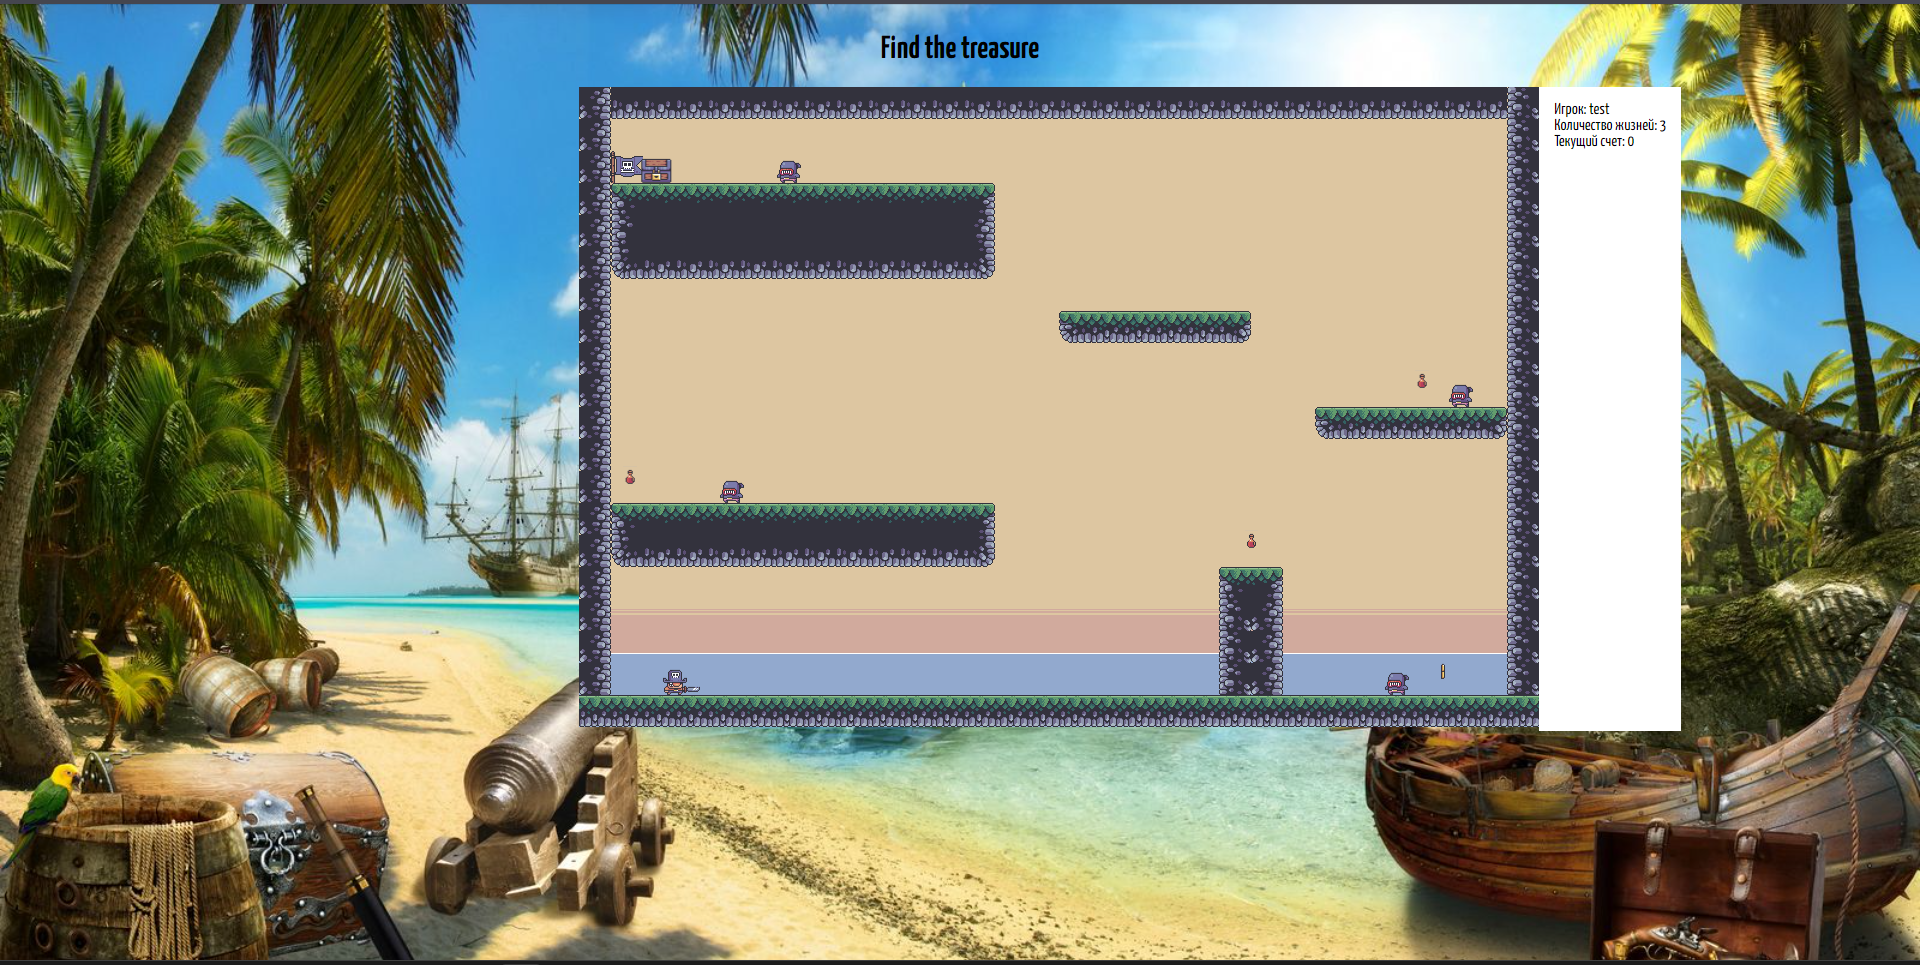 Find the treasure
Игрок: test
Количество жизней: 3
Текущий счет: 0